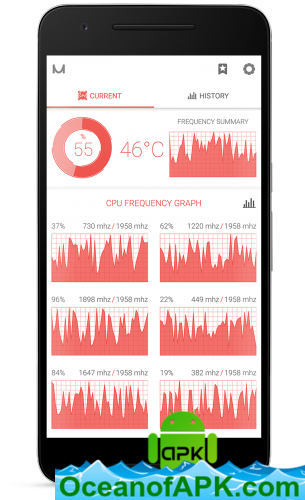 M
CURRENT
HISTORY
%
55
46°C
FREQUENCY SUMMARY
CPU FREQUENCY GRAPH
37% 730 mhz / 1958 mhz
62% 1220 mhz / 1958 mhz
96% 1898 mhz / 1958 mhz
22% 449 mhz / 1958 mhz
84% 1647 mhz / 1958 mhz
19% 382 mhz / 1958 mhz
apk
OceanofAPK.com